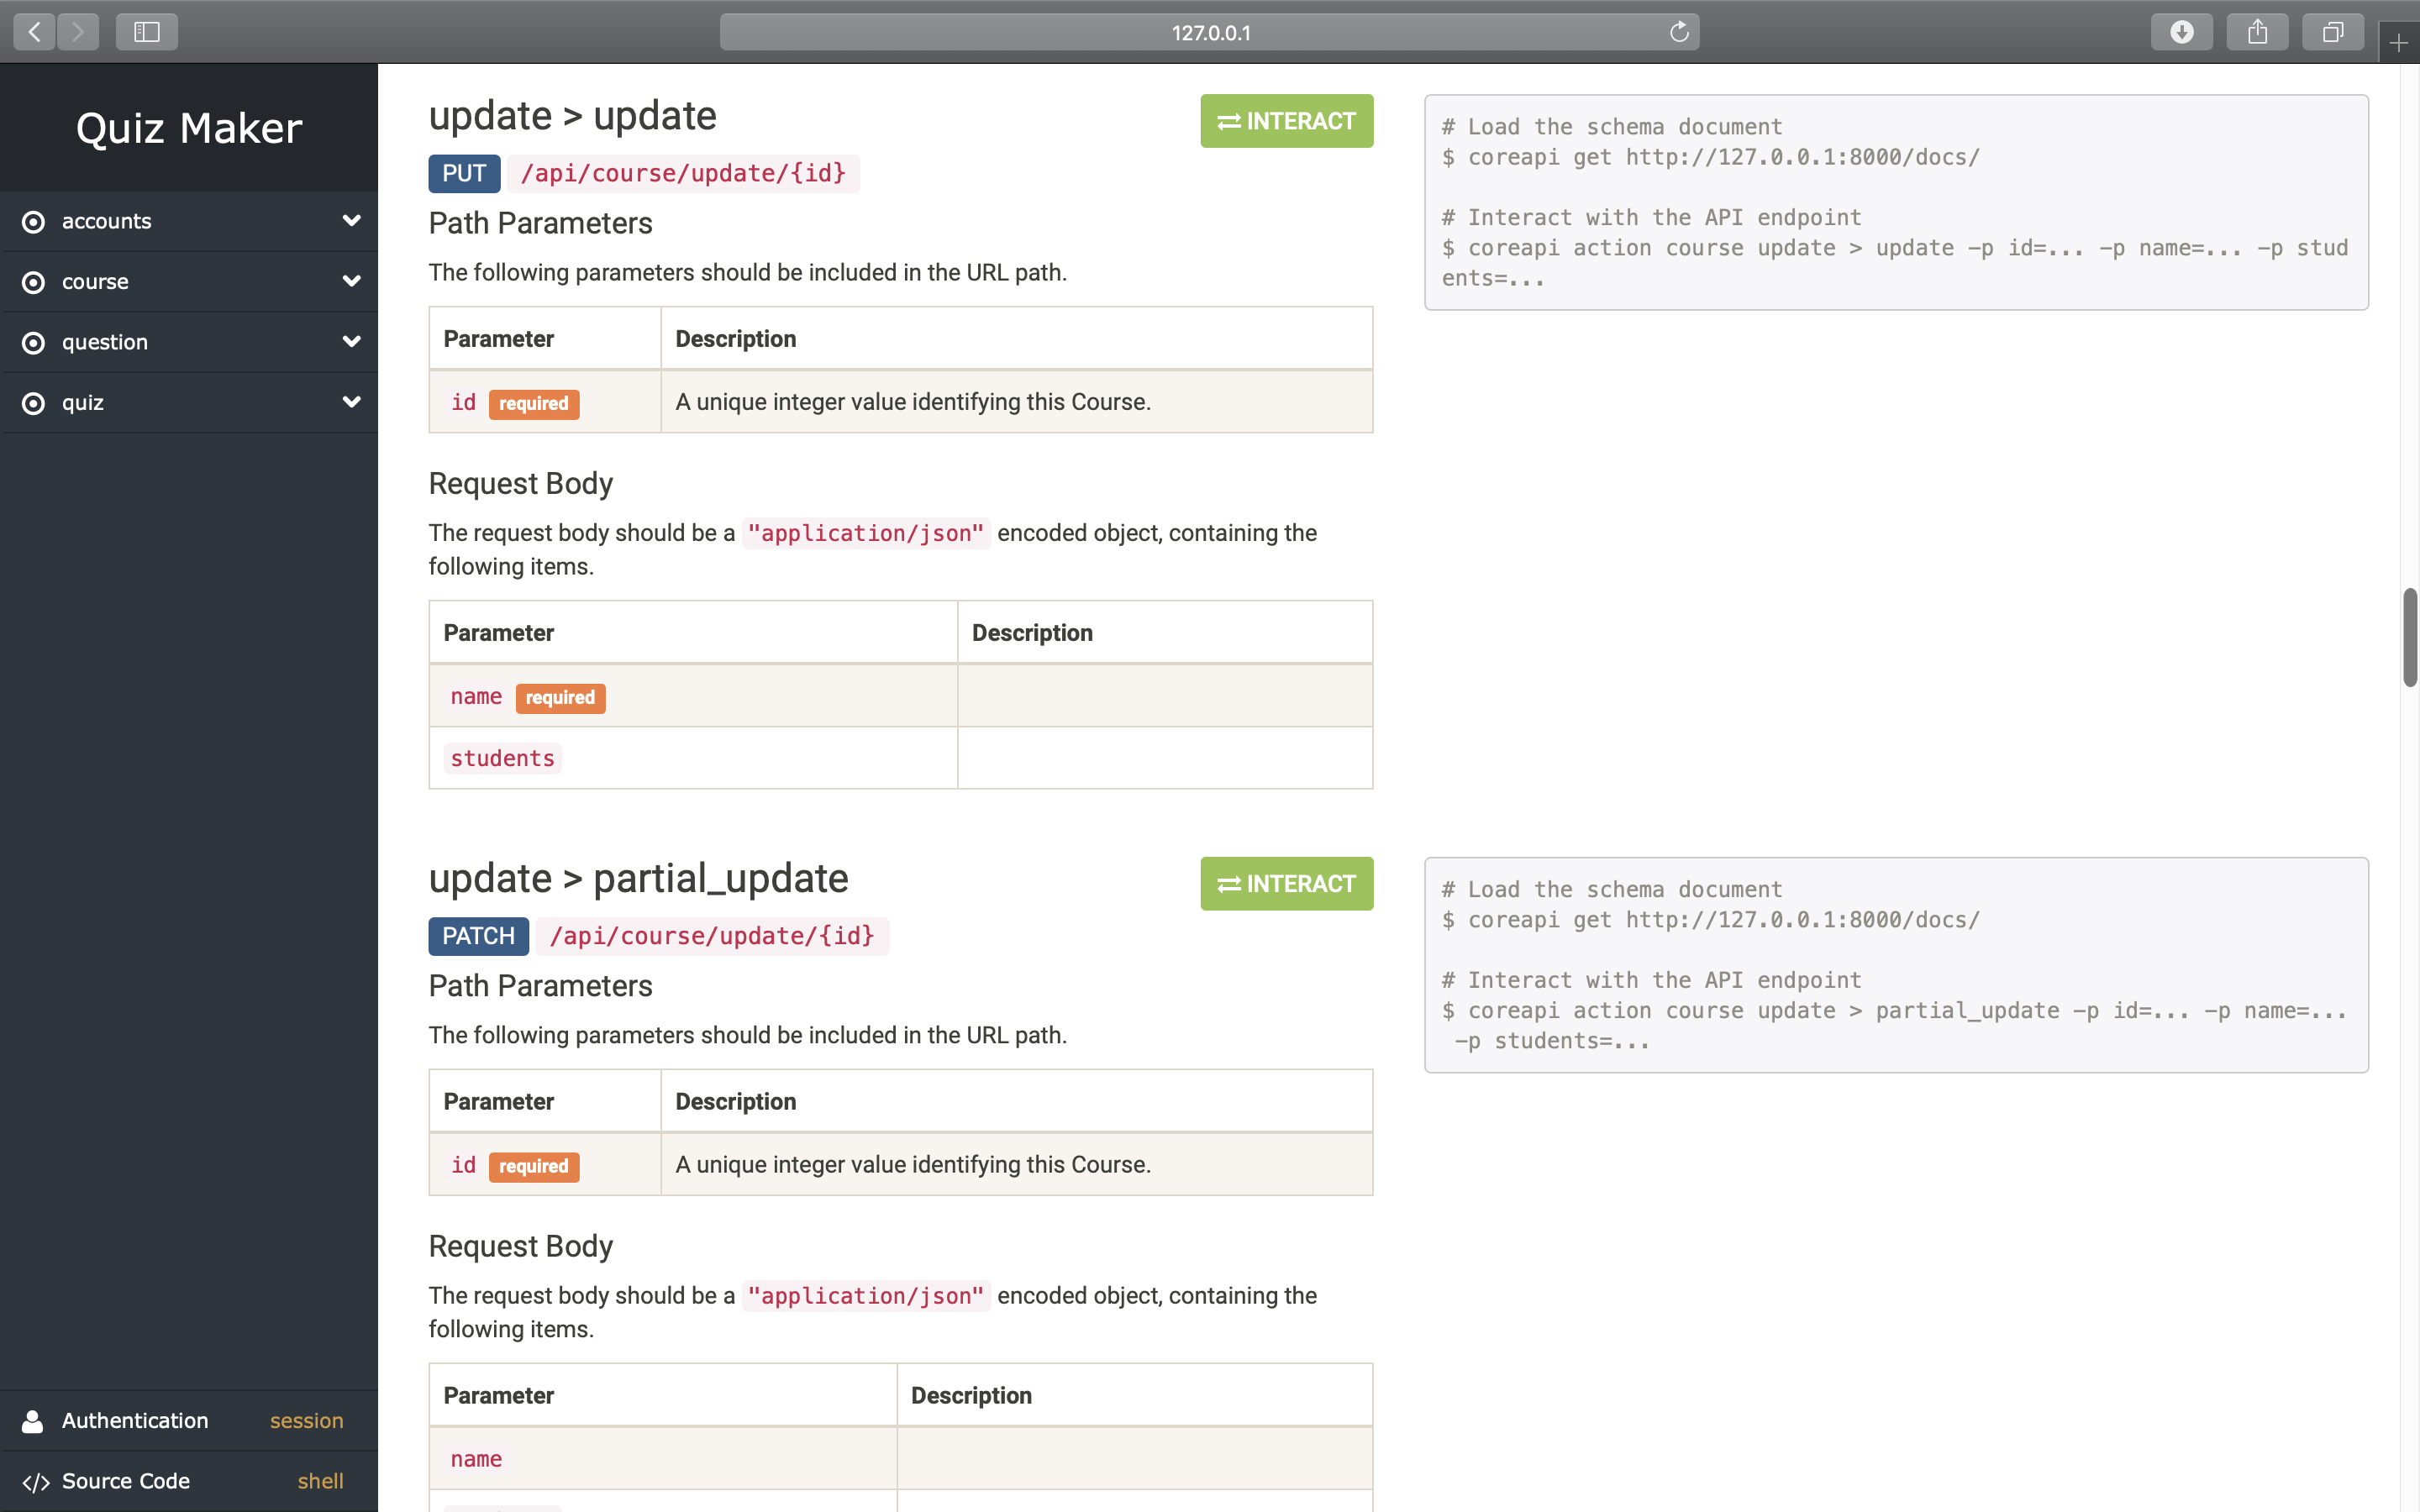 127.0.0.1
Quiz Maker
accounts
course
question
quiz
Authentication session
Source Code shell
update > update
INTERACT
PUT /api/course/update/{id}
Path Parameters
The following parameters should be included in the URL path.
Parameter Description
id required A unique integer value identifying this Course.
Request Body
The request body should be a "application/json" encoded object, containing the
following items.
Parameter Description
name required
students
# Load the schema document
$ coreapi get http://127.0.0.1:8000/docs/
# Interact with the API endpoint
$ coreapi action course update > update -p id=... -p name=... -p stud
ents=...
update > partial_update
INTERACT
PATCH /api/course/update/{id}
Path Parameters
The following parameters should be included in the URL path.
Parameter Description
id required A unique integer value identifying this Course.
Request Body
The request body should be a "application/json" encoded object, containing the
following items.
Parameter Description
name
# Load the schema document
$ coreapi get http://127.0.0.1:8000/docs/
# Interact with the API endpoint
$ coreapi action course update > partial_update -p id=... -p name=...
-p students=...